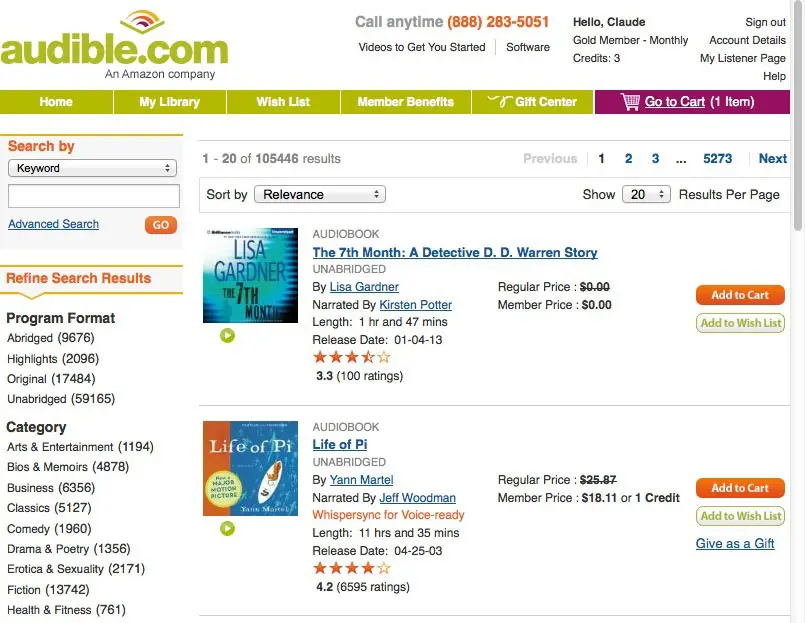 audible.com
An Amazon company
Call anytime (888) 283-5051
Videos to Get You Started
Software
Hello, Claude
Gold Member - Monthly
Credits: 3
Sign out
Account Details
My Listener Page
Help
Home
My Library
Wish List
Member Benefits
Gift Center
Go to Cart (1 Item)
Search by
Keyword
Advanced Search
GO
Refine Search Results
Program Format
Abridged (9676)
Highlights (2096)
Original (17484)
Unabridged (59165)
Category
Arts & Entertainment (1194)
Bios & Memoirs (4878)
Business (6356)
Classics (5127)
Comedy (1960)
Drama & Poetry (1356)
Erotica & Sexuality (2171)
Fiction (13742)
Health & Fitness (761)
1 - 20 of 105446 results
Previous 1 2 3 ... 5273 Next
Sort by Relevance
Show 20 Results Per Page
LISA
GARDNER
THE 7TH
MONTH
AUDIOBOOK
The 7th Month: A Detective D. D. Warren Story
UNABRIDGED
By Lisa Gardner
Narrated By Kirsten Potter
Length: 1 hr and 47 mins
Release Date: 01-04-13
3.3 (100 ratings)
Regular Price : $0.00
Member Price : $0.00
Add to Cart
Add to Wish List
Life of Pi
NOW A
MAJOR
MOTION
PICTURE
Yann Martel
AUDIOBOOK
Life of Pi
UNABRIDGED
By Yann Martel
Narrated By Jeff Woodman
Whispersync for Voice-ready
Length: 11 hrs and 35 mins
Release Date: 04-25-03
4.2 (6595 ratings)
Regular Price : $25.87
Member Price : $18.11 or 1 Credit
Add to Cart
Add to Wish List
Give as a Gift